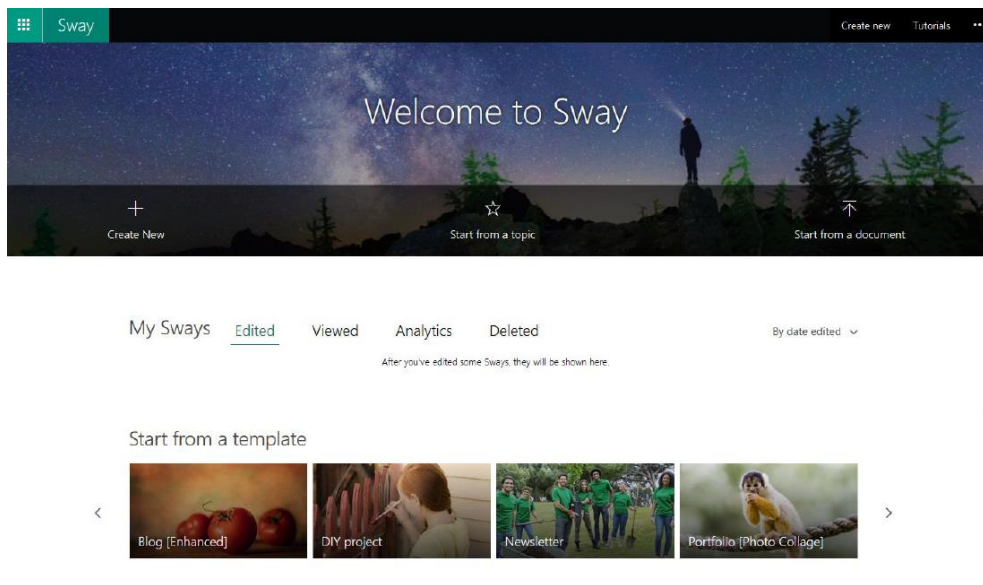 Sway
Create new Tutorials
Welcome to Sway
Create New
Start from a topic
Start from a document
My Sways Edited Viewed Analytics Deleted By date edited
After you've edited some Sways, they will be shown here.
Start from a template
Blog [Enhanced]
DIY project
Newsletter
Portfolio [Photo Collage]